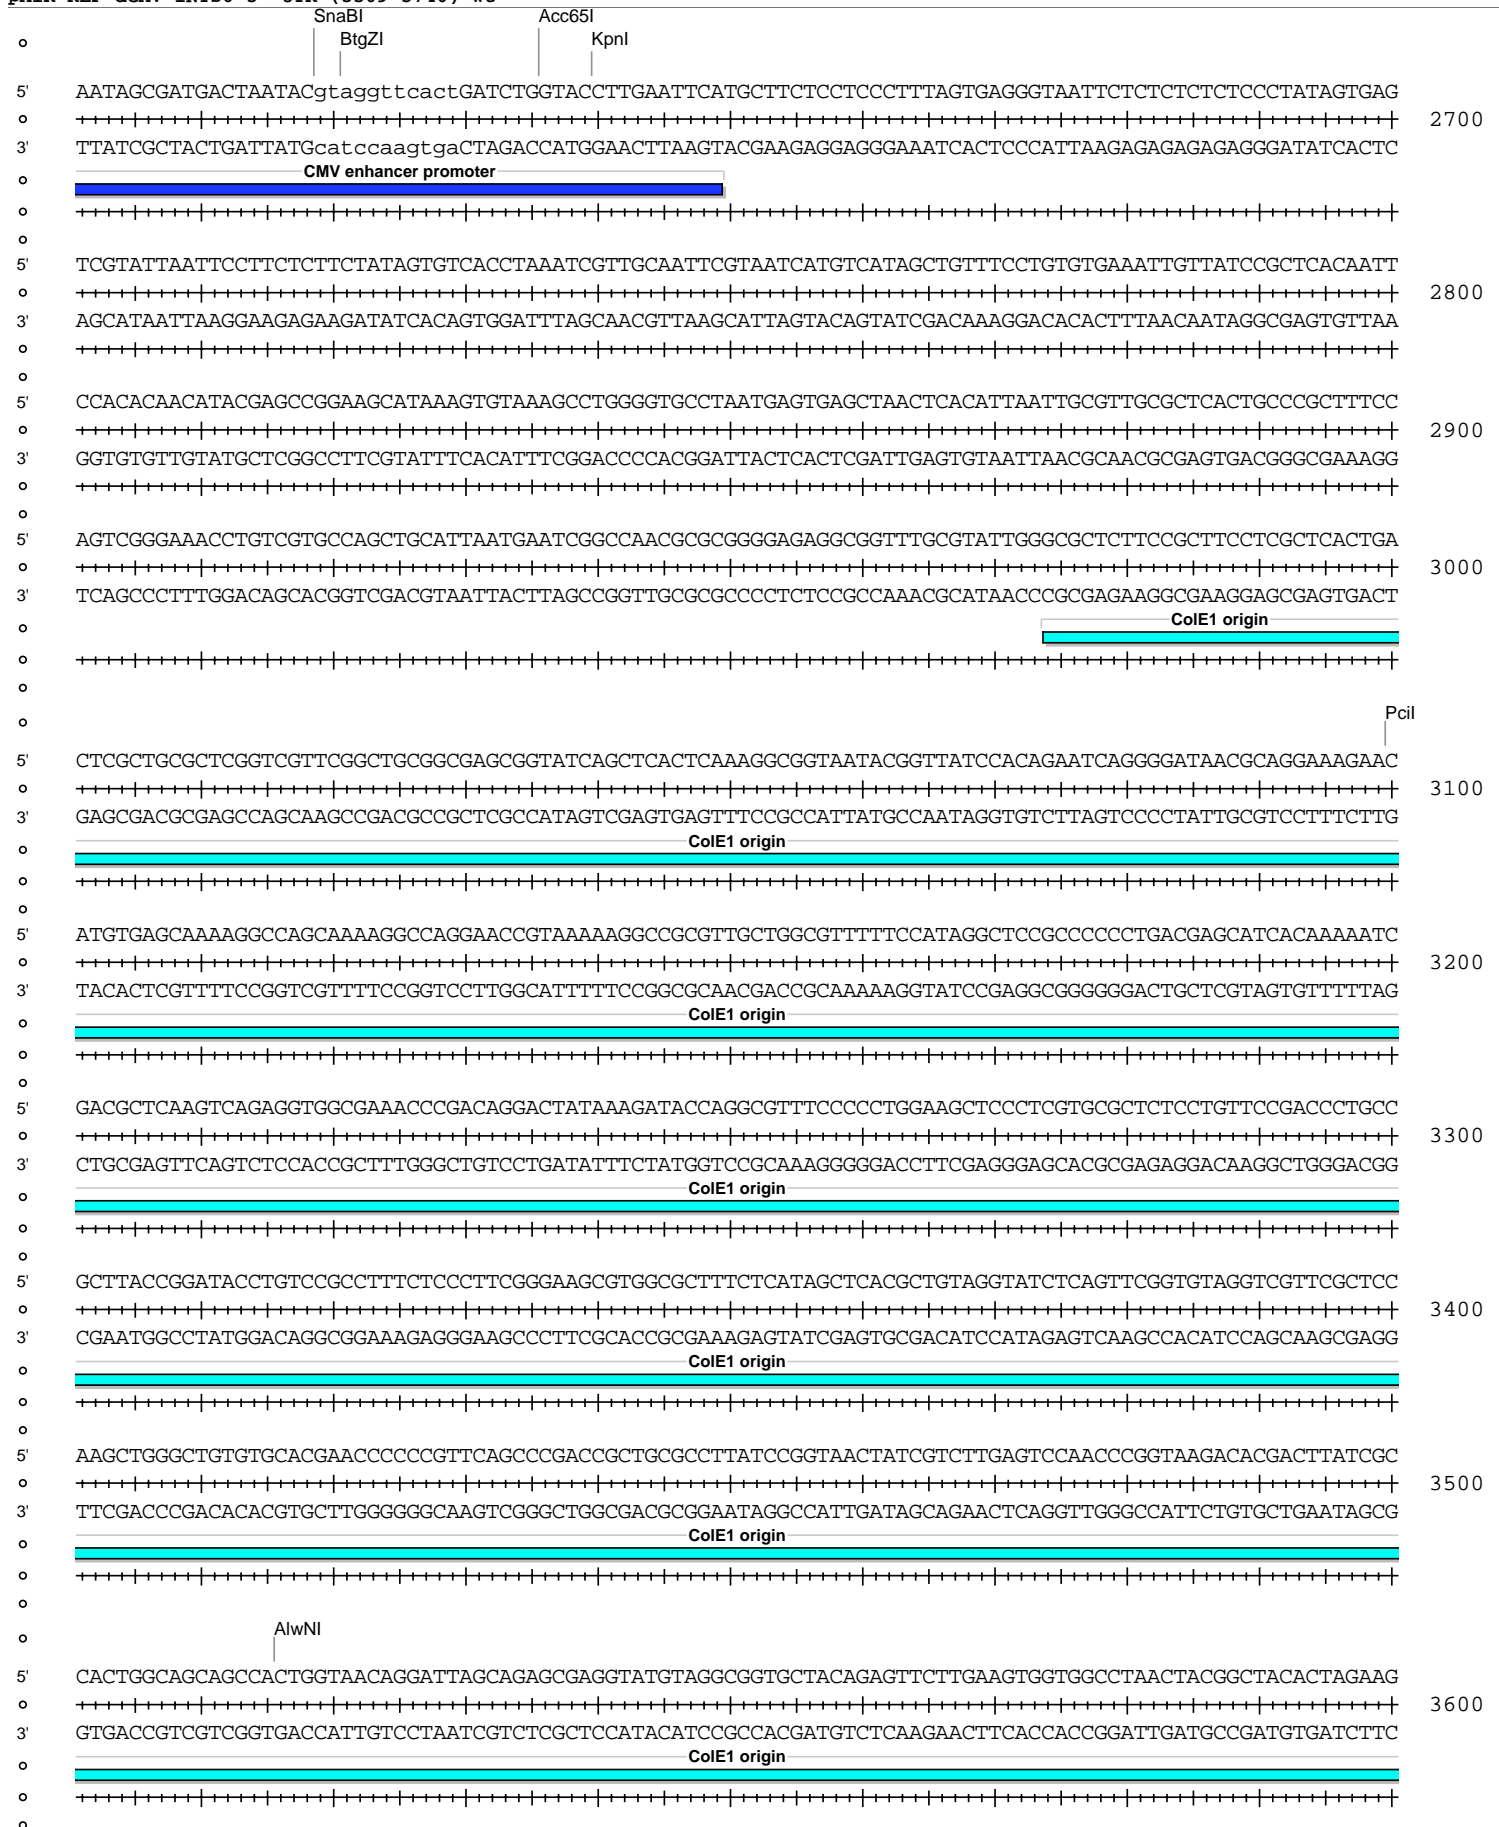 SnaBI Acc65I
BtgZI KpnI
5' AATAGCGATGACTAATACgtaggttcactGATCTGGTACCTTGAATTCATGCTTCTCCTCCCTTTAGTGAGGGTAATTCTCTCTCTCTCCCTATAGTGAG
2700
3' TTATCGCTACTGATTATGcatccaagtgaCTAGACCATGGAACTTAAGTACGAAGAGGAGGGAAATCACTCCCATTAAGAGAGAGAGAGGGATATCACTC
CMV enhancer promoter
5' TCGTATTAATTCCTTCTCTTCTATAGTGTCACCTAAATCGTTGCAATTCGTAATCATGTCATAGCTGTTTCCTGTGTGAAATTGTTATCCGCTCACAATT
2800
3' AGCATAATTAAGGAAGAGAAGATATCACAGTGGATTTAGCAACGTTAAGCATTAGTACAGTATCGACAAAGGACACACTTTAACAATAGGCGAGTGTTAA
5' CCACACAACATACGAGCCGGAAGCATAAAGTGTAAAGCCTGGGGTGCCTAATGAGTGAGCTAACTCACATTAATTGCGTTGCGCTCACTGCCCGCTTTCC
2900
3' GGTGTGTTGTATGCTCGGCCTTCGTATTTCACATTTCGGACCCCACGGATTACTCACTCGATTGAGTGTAATTAACGCAACGCGAGTGACGGGCGAAAGG
5' AGTCGGGAAACCTGTCGTGCCAGCTGCATTAATGAATCGGCCAACGCGCGGGGAGAGGCGGTTTGCGTATTGGGCGCTCTTCCGCTTCCTCGCTCACTGA
3000
3' TCAGCCCTTTGGACAGCACGGTCGACGTAATTACTTAGCCGGTTGCGCGCCCCTCTCCGCCAAACGCATAACCCGCGAGAAGGCGAAGGAGCGAGTGACT
ColE1 origin
PciI
5' CTCGCTGCGCTCGGTCGTTCGGCTGCGGCGAGCGGTATCAGCTCACTCAAAGGCGGTAATACGGTTATCCACAGAATCAGGGGATAACGCAGGAAAGAAC
3100
3' GAGCGACGCGAGCCAGCAAGCCGACGCCGCTCGCCATAGTCGAGTGAGTTTCCGCCATTATGCCAATAGGTGTCTTAGTCCCCTATTGCGTCCTTTCTTG
ColE1 origin
5' ATGTGAGCAAAAGGCCAGCAAAAGGCCAGGAACCGTAAAAAGGCCGCGTTGCTGGCGTTTTTCCATAGGCTCCGCCCCCCTGACGAGCATCACAAAAATC
3200
3' TACACTCGTTTTCCGGTCGTTTTCCGGTCCTTGGCATTTTTCCGGCGCAACGACCGCAAAAAGGTATCCGAGGCGGGGGGACTGCTCGTAGTGTTTTTAG
ColE1 origin
5' GACGCTCAAGTCAGAGGTGGCGAAACCCGACAGGACTATAAAGATACCAGGCGTTTCCCCCTGGAAGCTCCCTCGTGCGCTCTCCTGTTCCGACCCTGCC
3300
3' CTGCGAGTTCAGTCTCCACCGCTTTGGGCTGTCCTGATATTTCTATGGTCCGCAAAGGGGGACCTTCGAGGGAGCACGCGAGAGGACAAGGCTGGGACGG
ColE1 origin
5' GCTTACCGGATACCTGTCCGCCTTTCTCCCTTCGGGAAGCGTGGCGCTTTCTCATAGCTCACGCTGTAGGTATCTCAGTTCGGTGTAGGTCGTTCGCTCC
3400
3' CGAATGGCCTATGGACAGGCGGAAAGAGGGAAGCCCTTCGCACCGCGAAAGAGTATCGAGTGCGACATCCATAGAGTCAAGCCACATCCAGCAAGCGAGG
ColE1 origin
5' AAGCTGGGCTGTGTGCACGAACCCCCCGTTCAGCCCGACCGCTGCGCCTTATCCGGTAACTATCGTCTTGAGTCCAACCCGGTAAGACACGACTTATCGC
3500
3' TTCGACCCGACACACGTGCTTGGGGGGCAAGTCGGGCTGGCGACGCGGAATAGGCCATTGATAGCAGAACTCAGGTTGGGCCATTCTGTGCTGAATAGCG
ColE1 origin
AlwNI
5' CACTGGCAGCAGCCACTGGTAACAGGATTAGCAGAGCGAGGTATGTAGGCGGTGCTACAGAGTTCTTGAAGTGGTGGCCTAACTACGGCTACACTAGAAG
3600
3' GTGACCGTCGTCGGTGACCATTGTCCTAATCGTCTCGCTCCATACATCCGCCACGATGTCTCAAGAACTTCACCACCGGATTGATGCCGATGTGATCTTC
ColE1 origin